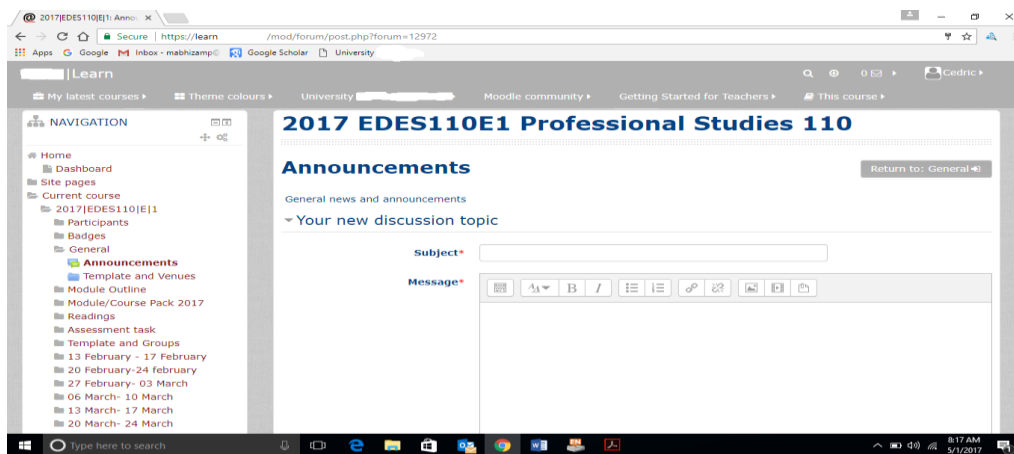 2017|EDES110|E|1: Anno
Secure | https://learn /mod/forum/post.php?forum=12972
Apps Google Inbox - mabhizamp Google Scholar University
|Learn 0 Cedric
My latest courses Theme colours University Moodle community Getting Started for Teachers This course
NAVIGATION
Home
Dashboard
Site pages
Current course
2017|EDES110|E|1
Participants
Badges
General
Announcements
Template and Venues
Module Outline
Module/Course Pack 2017
Readings
Assessment task
Template and Groups
13 February - 17 February
20 February-24 february
27 February- 03 March
06 March- 10 March
13 March- 17 March
20 March- 24 March
2017 EDES110E1 Professional Studies 110
Announcements
Return to: General
General news and announcements
Your new discussion topic
Subject*
Message*
B I
Type here to search
8:17 AM
5/1/2017